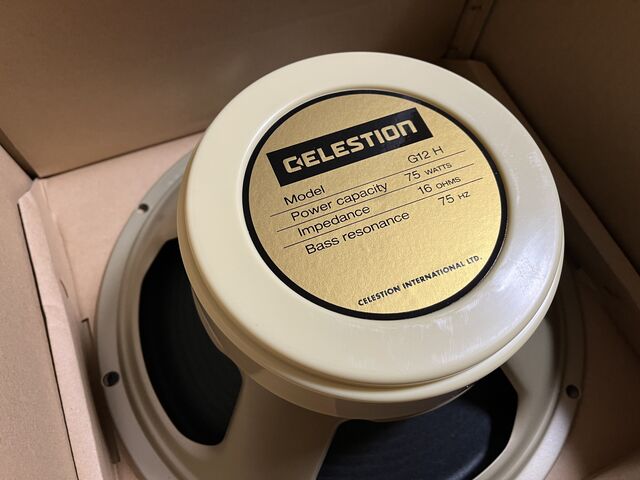 CELESTION
Model G12 H
Power capacity 75 WATTS
Impedance 16 OHMS
Bass resonance 75 HZ
CELESTION INTERNATIONAL LTD.